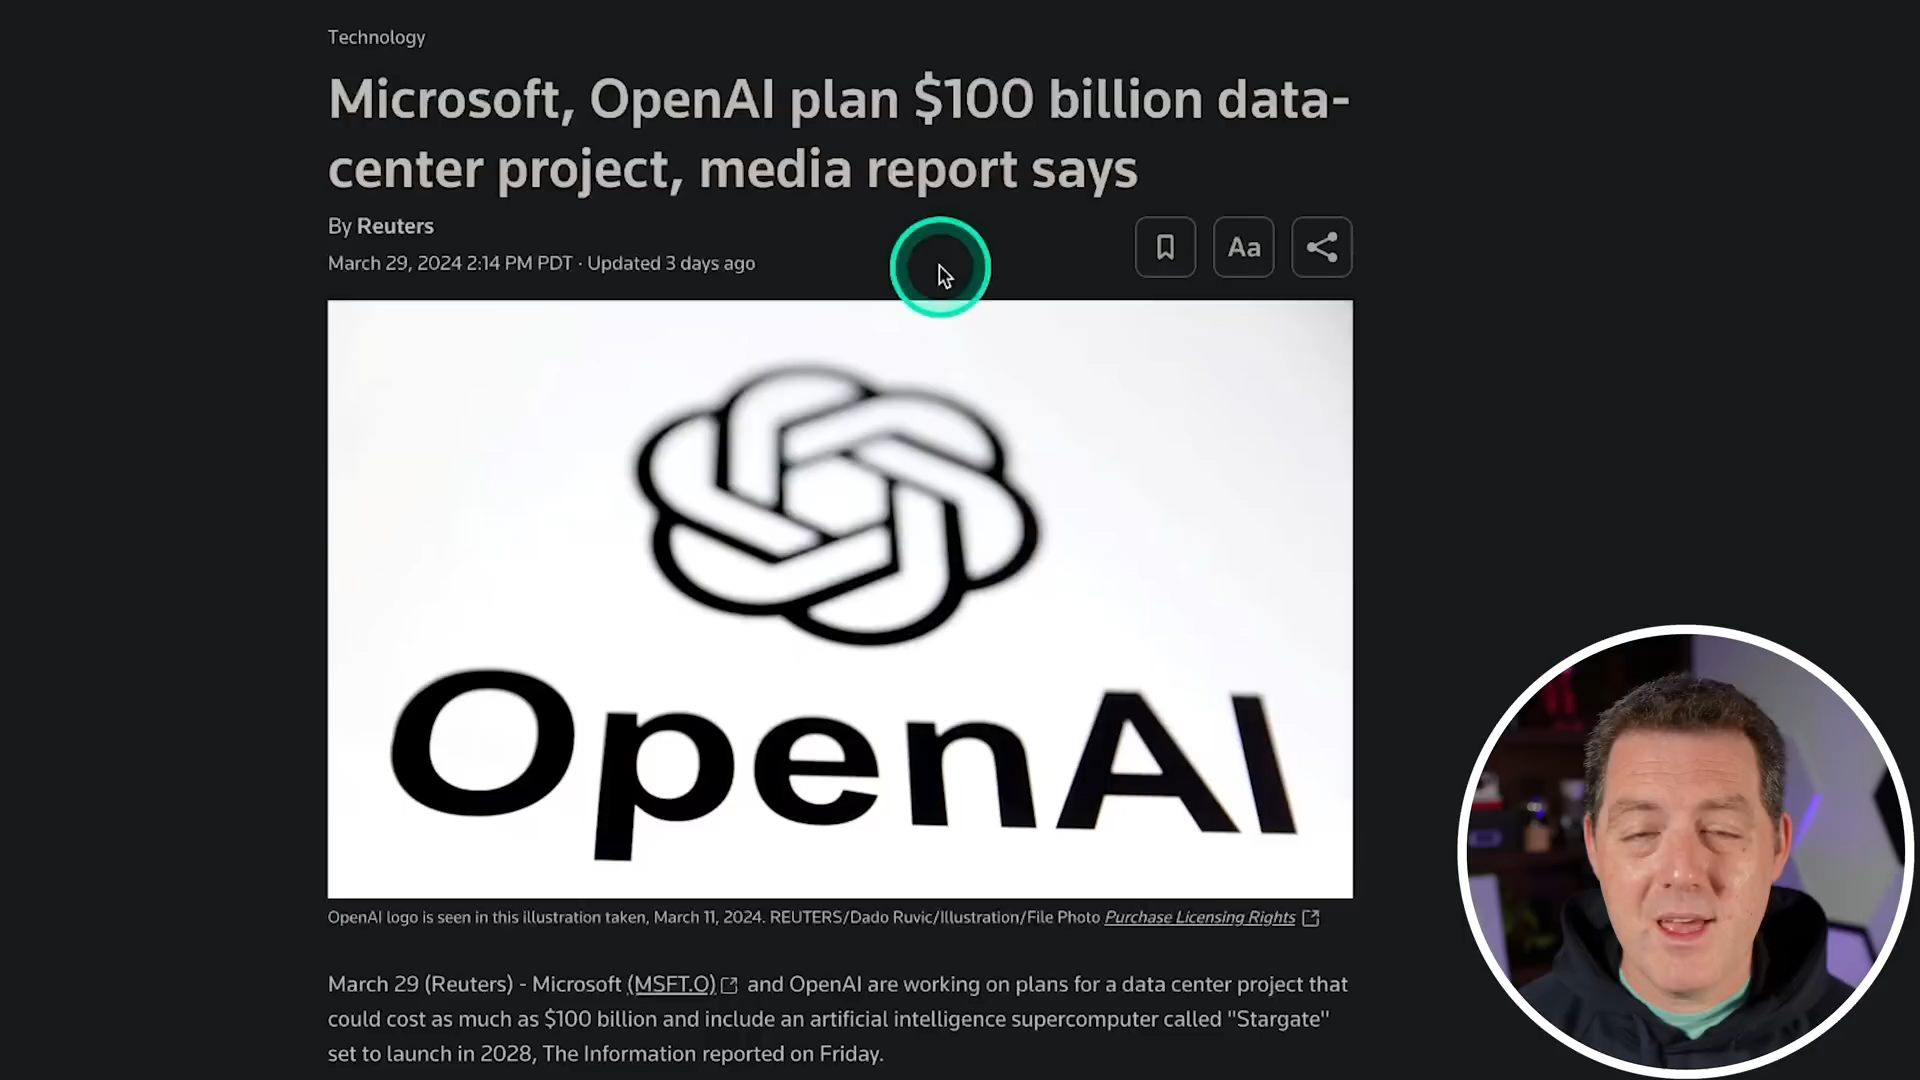 Technology
Microsoft, OpenAI plan $100 billion data-
center project, media report says
By Reuters
March 29, 2024 2:14 PM PDT · Updated 3 days ago
Aa
OpenAI
OpenAI logo is seen in this illustration taken, March 11, 2024. REUTERS/Dado Ruvic/Illustration/File Photo Purchase Licensing Rights
March 29 (Reuters) - Microsoft (MSFT.O) and OpenAI are working on plans for a data center project that
could cost as much as $100 billion and include an artificial intelligence supercomputer called "Stargate"
set to launch in 2028, The Information reported on Friday.